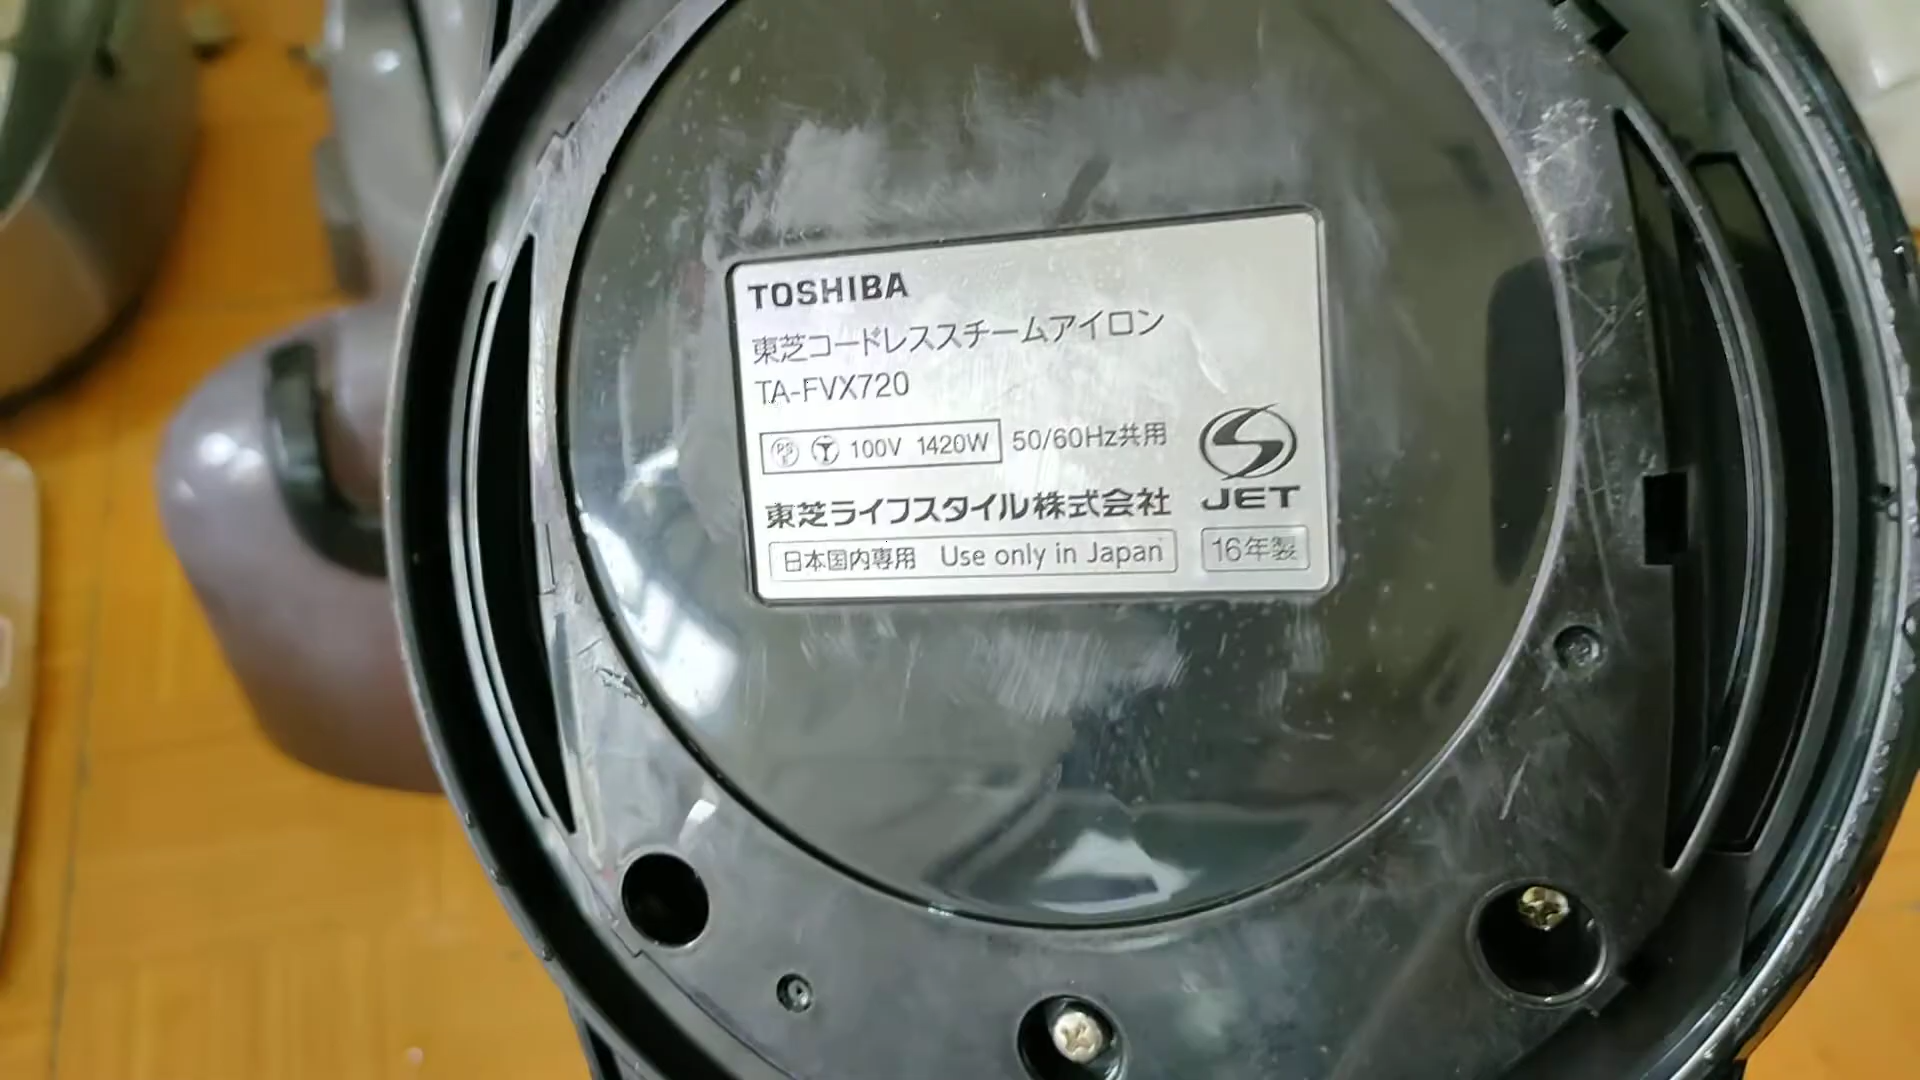 TOSHIBA
東芝コードレススチームアイロン
TA-FVX720
PS E T 100V 1420W 50/60Hz共用
JET
東芝ライフスタイル株式会社
日本国内専用 Use only in Japan 16年製